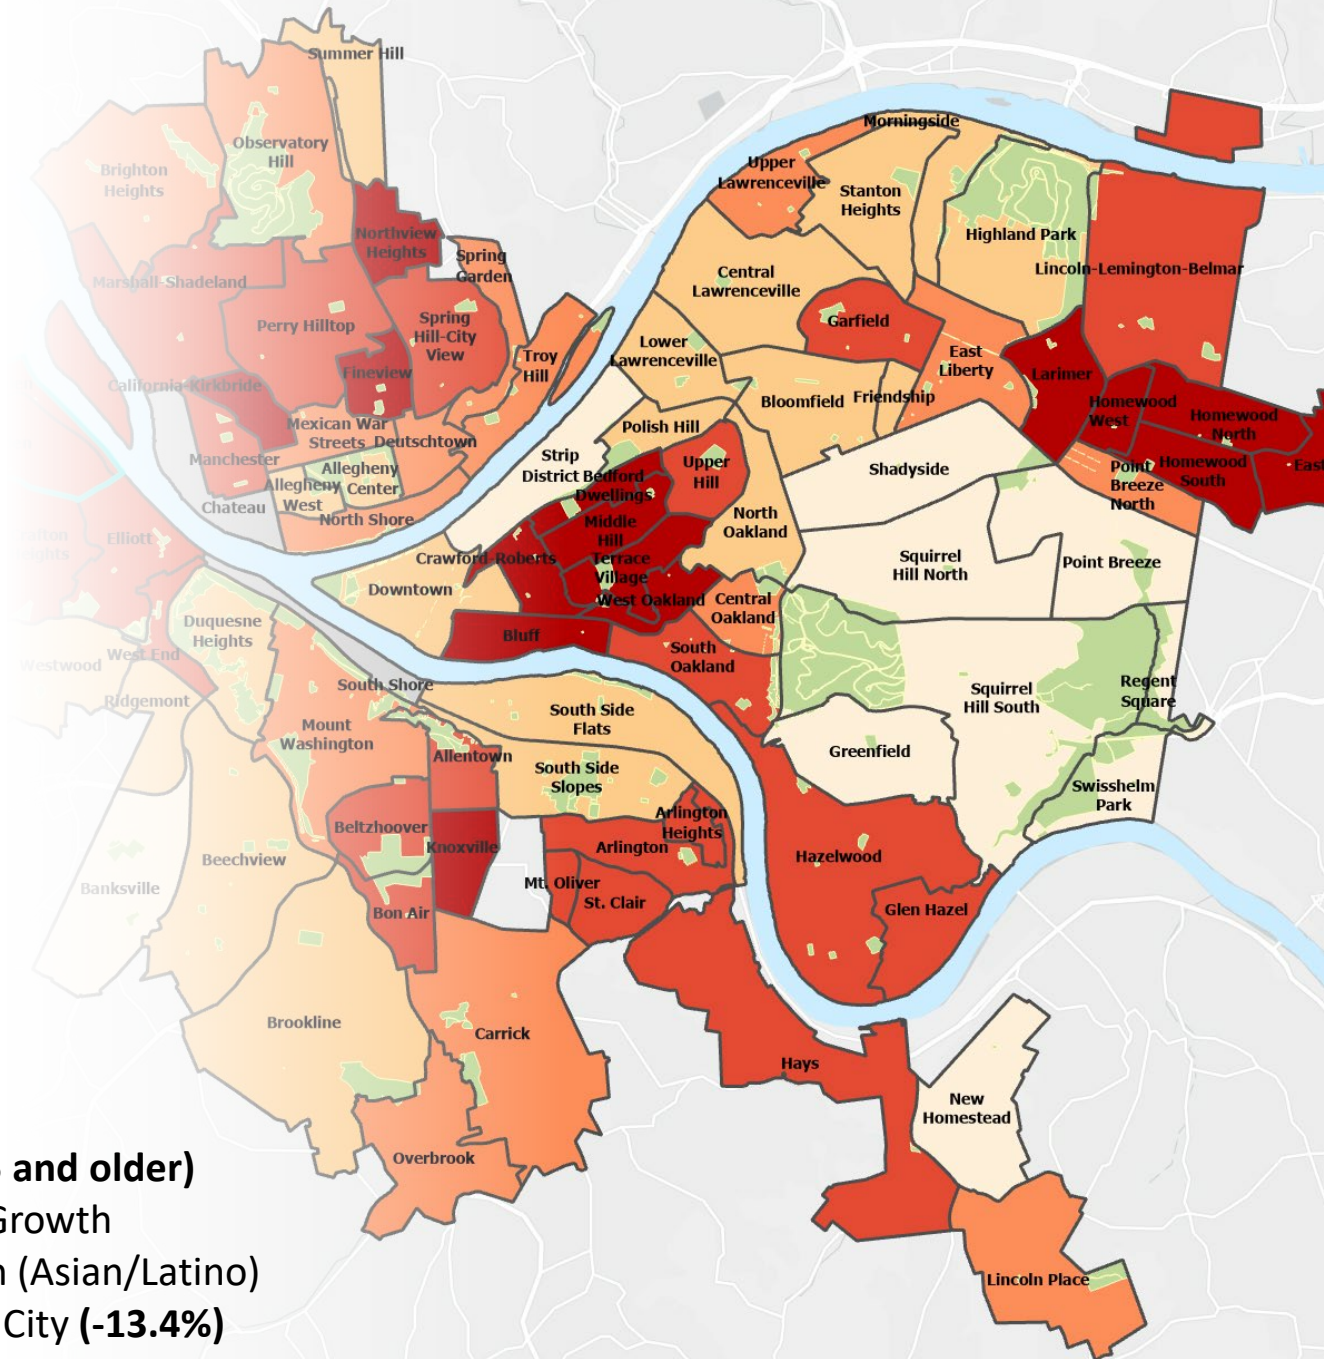 Summer Hill
Morningside
Observatory
Hill
Brighton
Heights
Upper
Lawrenceville
Stanton
Heights
Highland Park
Northview
Heights
Spring
Garden
Lincoln-Lemington-Belmar
Marshall-Shadeland
Central
Lawrenceville
Perry Hilltop
Spring
Hill-City
View
Garfield
Troy
Hill
Lower
Lawrenceville
East
Liberty
Fineview
Larimer
California-Kirkbride
Bloomfield
Friendship
Homewood
West
Homewood
North
Mexican War
Streets
Deutschtown
Polish Hill
Manchester
Allegheny
Center
Strip
District
Bedford
Dwellings
Upper
Hill
Shadyside
Point
Breeze
North
Homewood
South
East
Allegheny
West
Chateau
North Shore
Middle
Hill
North
Oakland
Elliott
Crawford-Roberts
Terrace
Village
Squirrel
Hill North
Point Breeze
Downtown
West Oakland
Central
Oakland
Duquesne
Heights
Bluff
South
Oakland
Westwood
West End
Ridgemont
South Shore
Squirrel
Hill South
Regent
Square
Mount
Washington
South Side
Flats
Greenfield
Allentown
South Side
Slopes
Swisshelm
Park
Beltzhoover
Arlington
Heights
Knoxville
Arlington
Hazelwood
Beechview
Banksville
Mt. Oliver
St. Clair
Bon Air
Glen Hazel
Brookline
Carrick
Hays
New
Homestead
Overbrook
Lincoln Place
and older)
Growth
(Asian/Latino)
City (-13.4%)